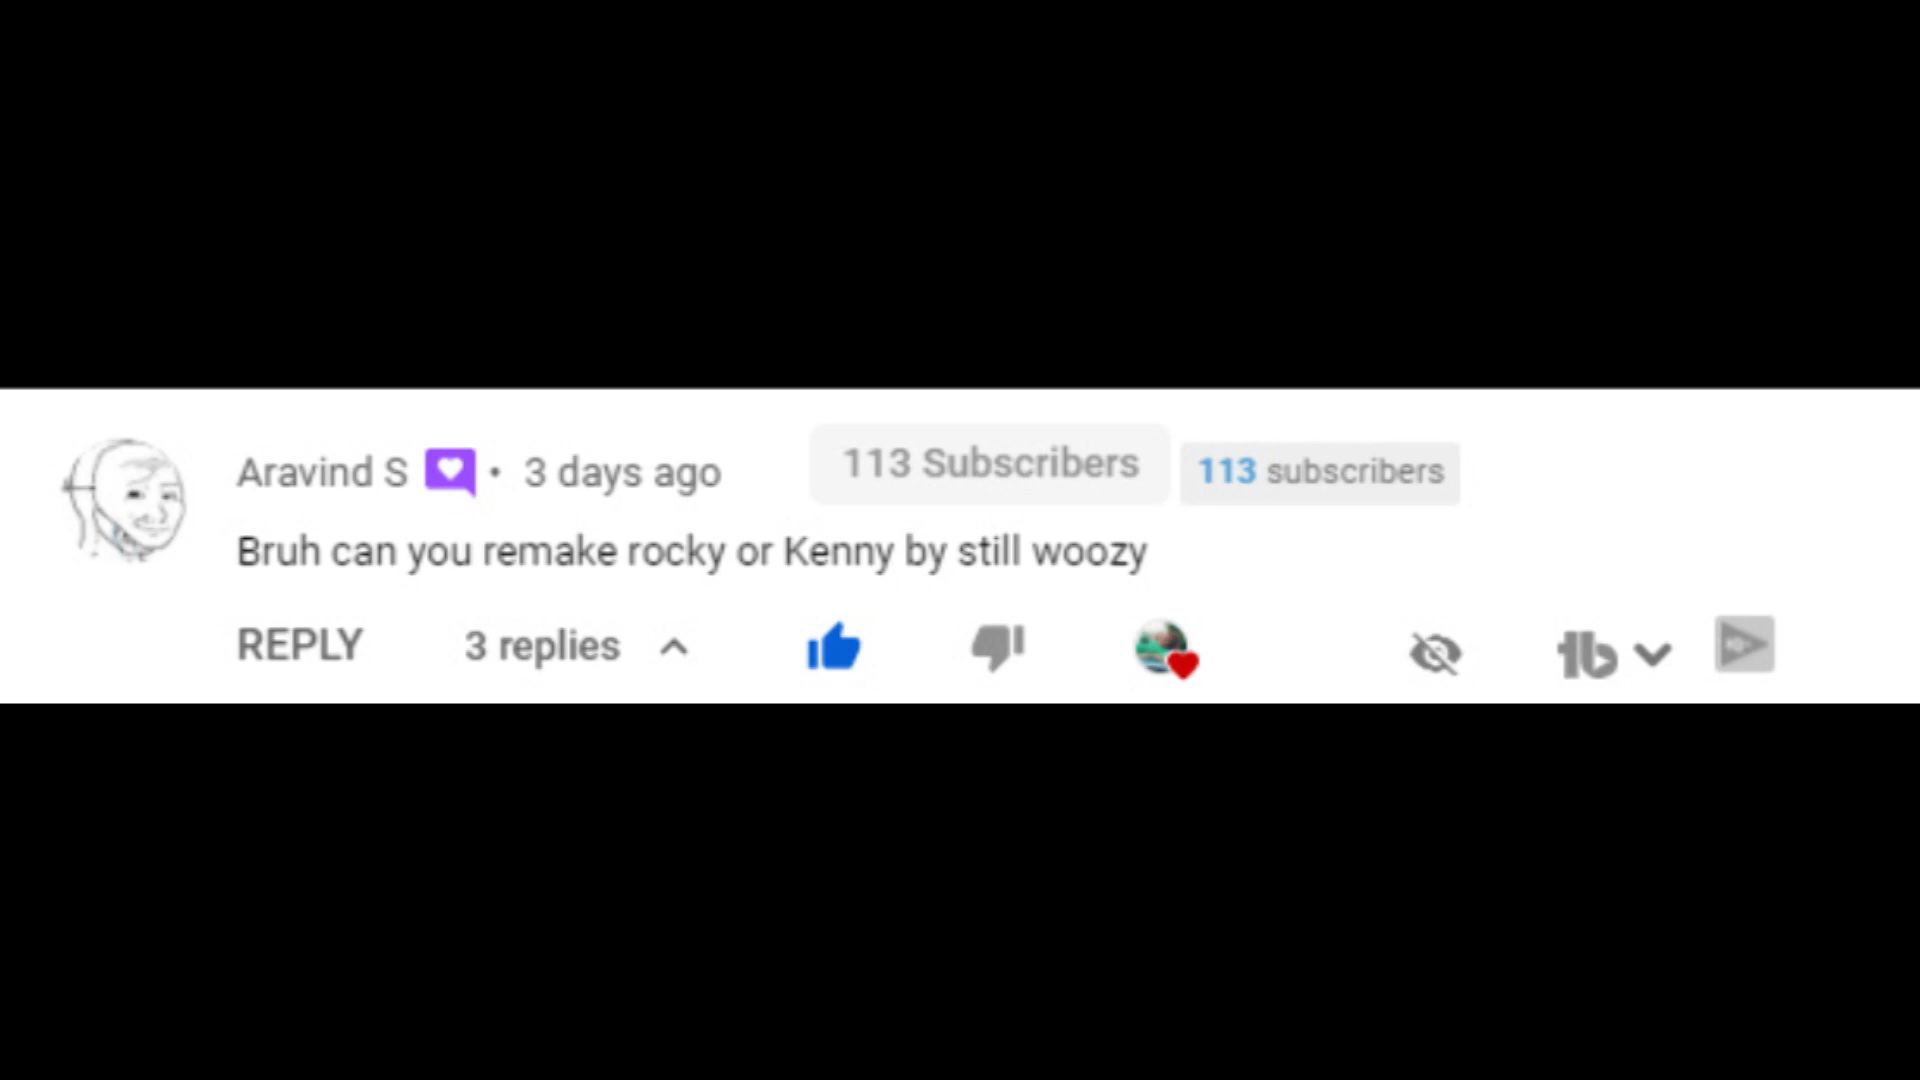 Aravind S • 3 days ago 113 Subscribers 113 subscribers
Bruh can you remake rocky or Kenny by still woozy
REPLY 3 replies